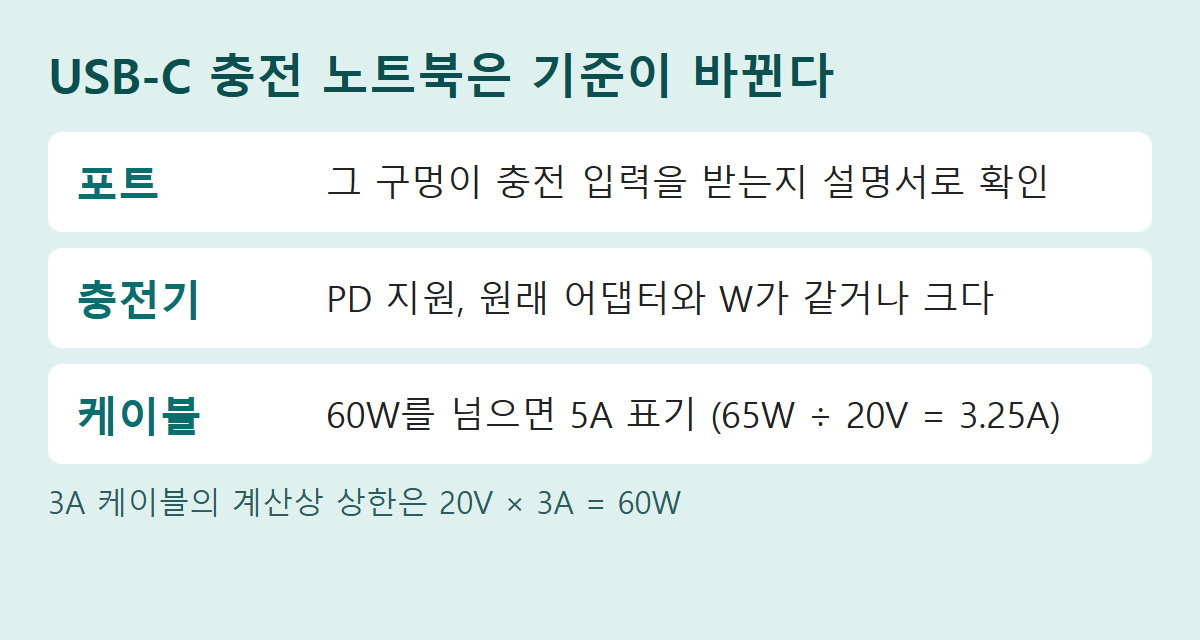 USB-C 충전 노트북은 기준이 바뀐다
포트 그 구멍이 충전 입력을 받는지 설명서로 확인
충전기 PD 지원, 원래 어댑터와 W가 같거나 크다
케이블 60W를 넘으면 5A 표기 (65W ÷ 20V = 3.25A)
3A 케이블의 계산상 상한은 20V × 3A = 60W